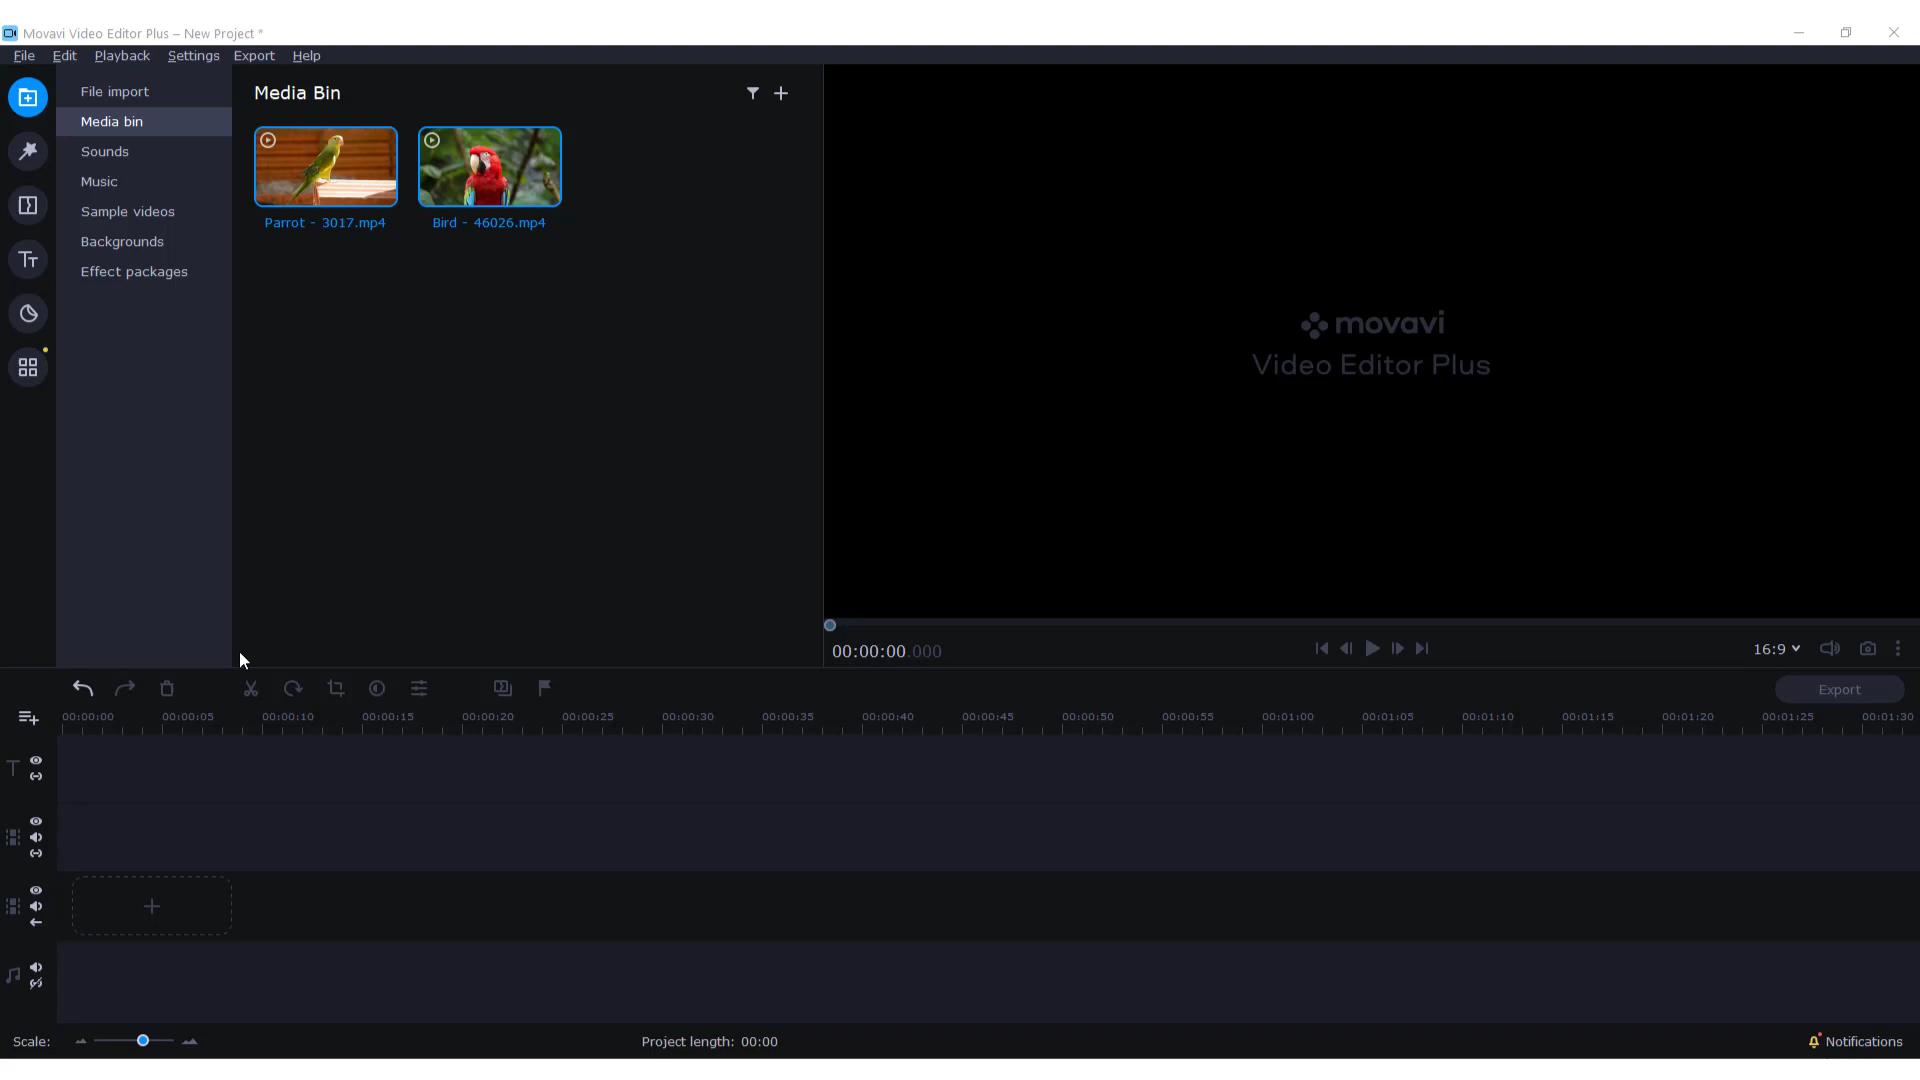 Movavi Video Editor Plus – New Project *
File Edit Playback Settings Export Help
File import
Media bin
Sounds
Music
Sample videos
Backgrounds
Effect packages
Media Bin
Parrot - 3017.mp4
Bird - 46026.mp4
movavi
Video Editor Plus
00:00:00.000
16:9
Export
00:00:00 00:00:05 00:00:10 00:00:15 00:00:20 00:00:25 00:00:30 00:00:35 00:00:40 00:00:45 00:00:50 00:00:55 00:01:00 00:01:05 00:01:10 00:01:15 00:01:20 00:01:25 00:01:30
Scale:
Project length: 00:00
Notifications